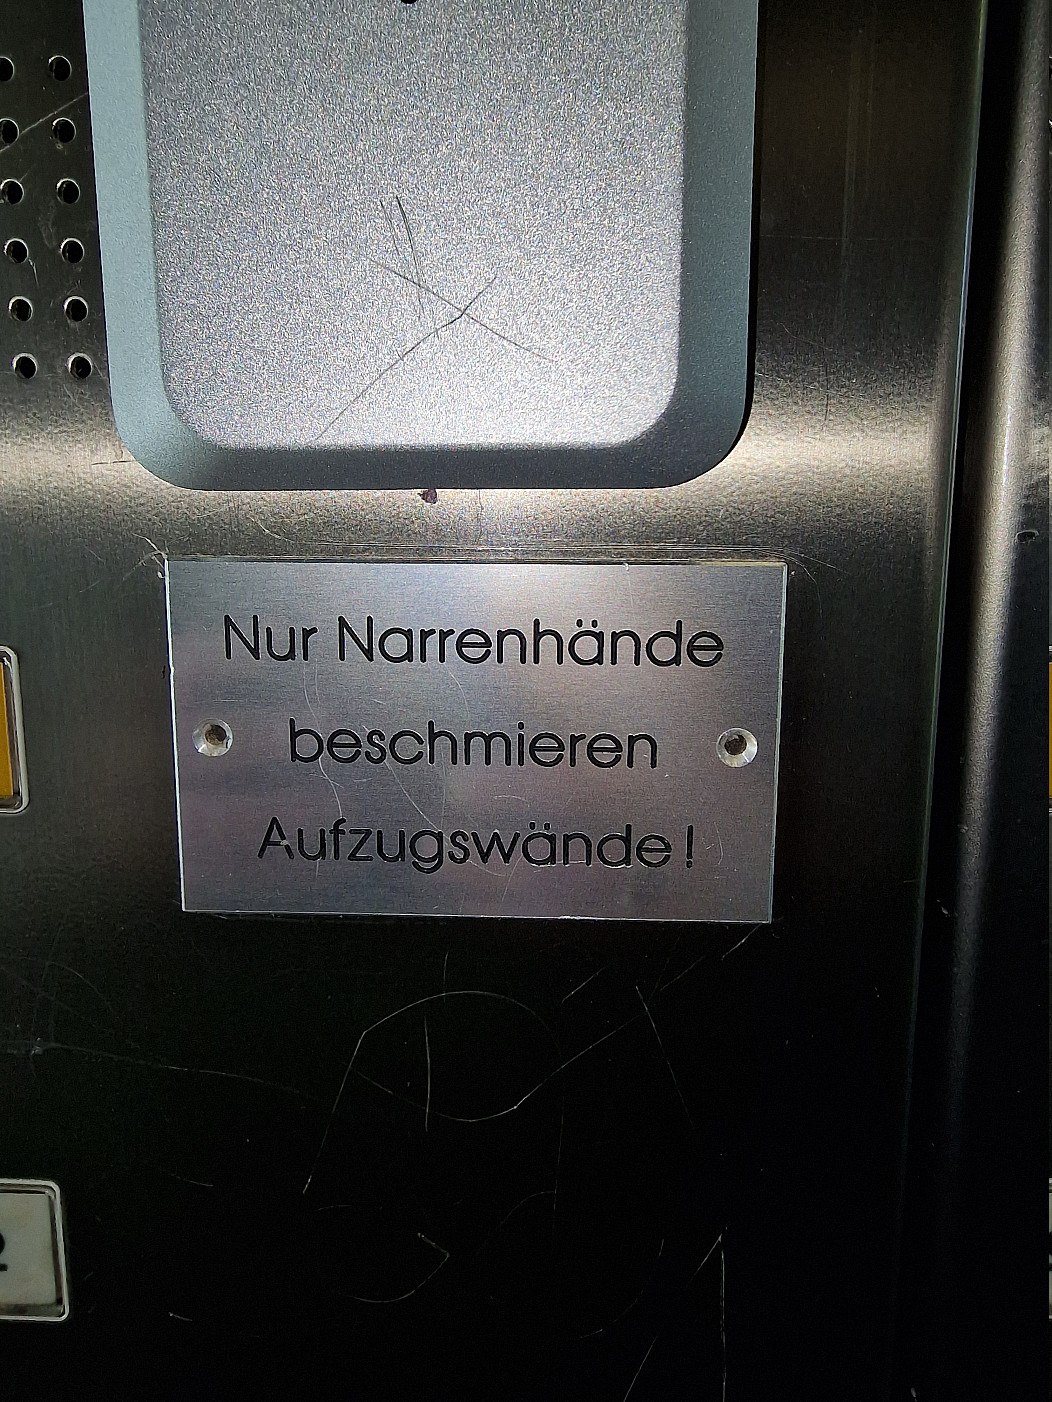 Nur Narrenhände
beschmieren
Aufzugswände!